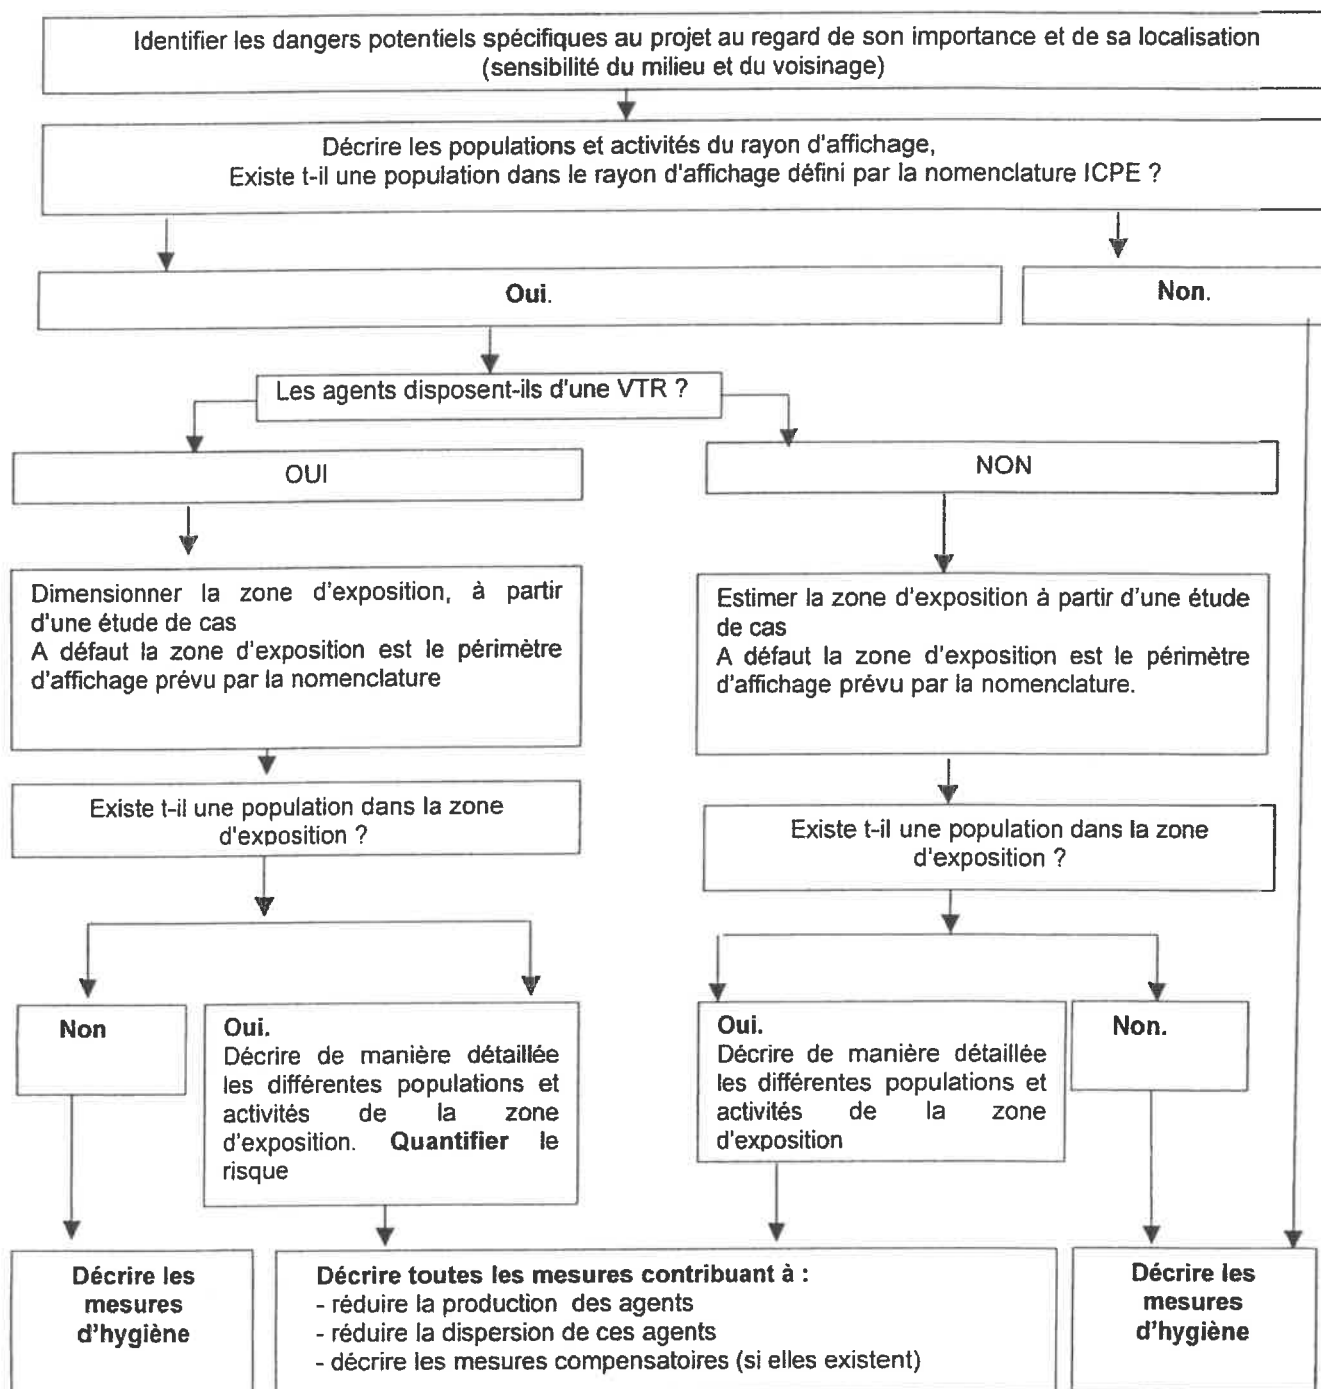 Identifier les dangers potentiels spécifiques au projet au regard de son importance et de sa localisation
(sensibilité du milieu et du voisinage)
Décrire les populations et activités du rayon d'affichage,
Existe t-il une population dans le rayon d'affichage défini par la nomenclature ICPE ?
Oui.
Non.
Les agents disposent-ils d'une VTR ?
OUI
NON
Dimensionner la zone d'exposition, à partir
d'une étude de cas
A défaut la zone d'exposition est le périmètre
d'affichage prévu par la nomenclature
Estimer la zone d'exposition à partir d'une étude
de cas
A défaut la zone d'exposition est le périmètre
d'affichage prévu par la nomenclature.
Existe t-il une population dans la zone
d'exposition ?
Existe t-il une population dans la zone
d'exposition ?
Non
Oui.
Décrire de manière détaillée
les différentes populations et
activités de la zone
d'exposition. Quantifier le
risque
Oui.
Décrire de manière détaillée
les différentes populations et
activités de la zone
d'exposition
Non.
Décrire les
mesures
d'hygiène
Décrire toutes les mesures contribuant à :
- réduire la production des agents
- réduire la dispersion de ces agents
- décrire les mesures compensatoires (si elles existent)
Décrire les
mesures
d'hygiène